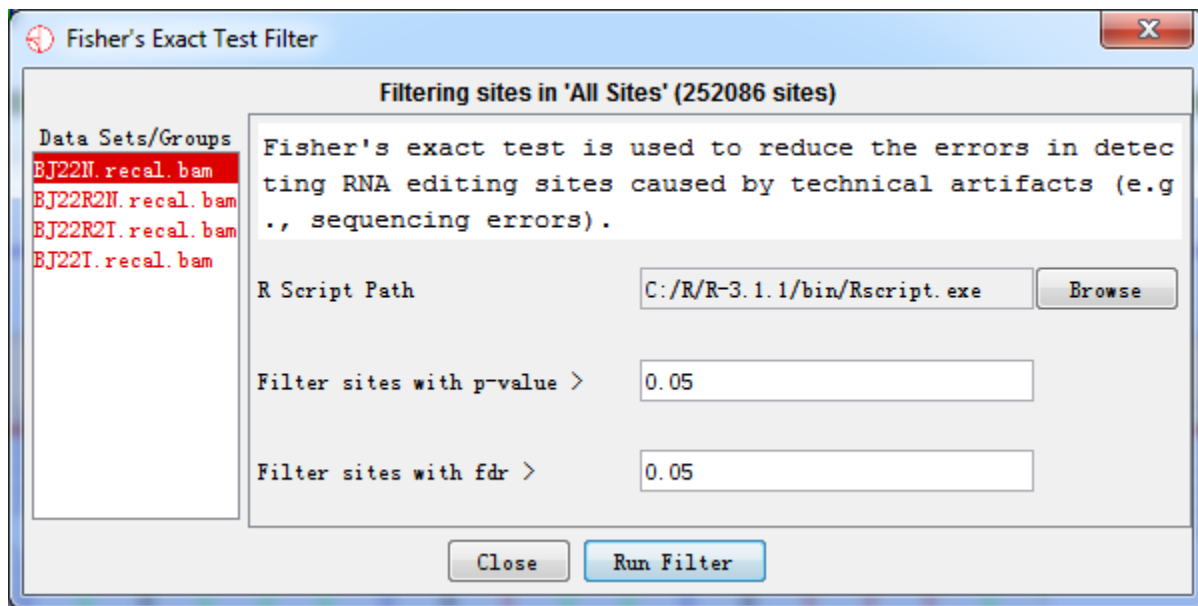 Fisher's Exact Test Filter
Filtering sites in 'All Sites' (252086 sites)
Data Sets/Groups
BJ22N.recal.bam
BJ22R2N.recal.bam
BJ22R2T.recal.bam
BJ22T.recal.bam
Fisher's exact test is used to reduce the errors in detec
ting RNA editing sites caused by technical artifacts (e.g
., sequencing errors).
R Script Path
C:/R/R-3.1.1/bin/Rscript.exe
Browse
Filter sites with p-value >
0.05
Filter sites with fdr >
0.05
Close
Run Filter